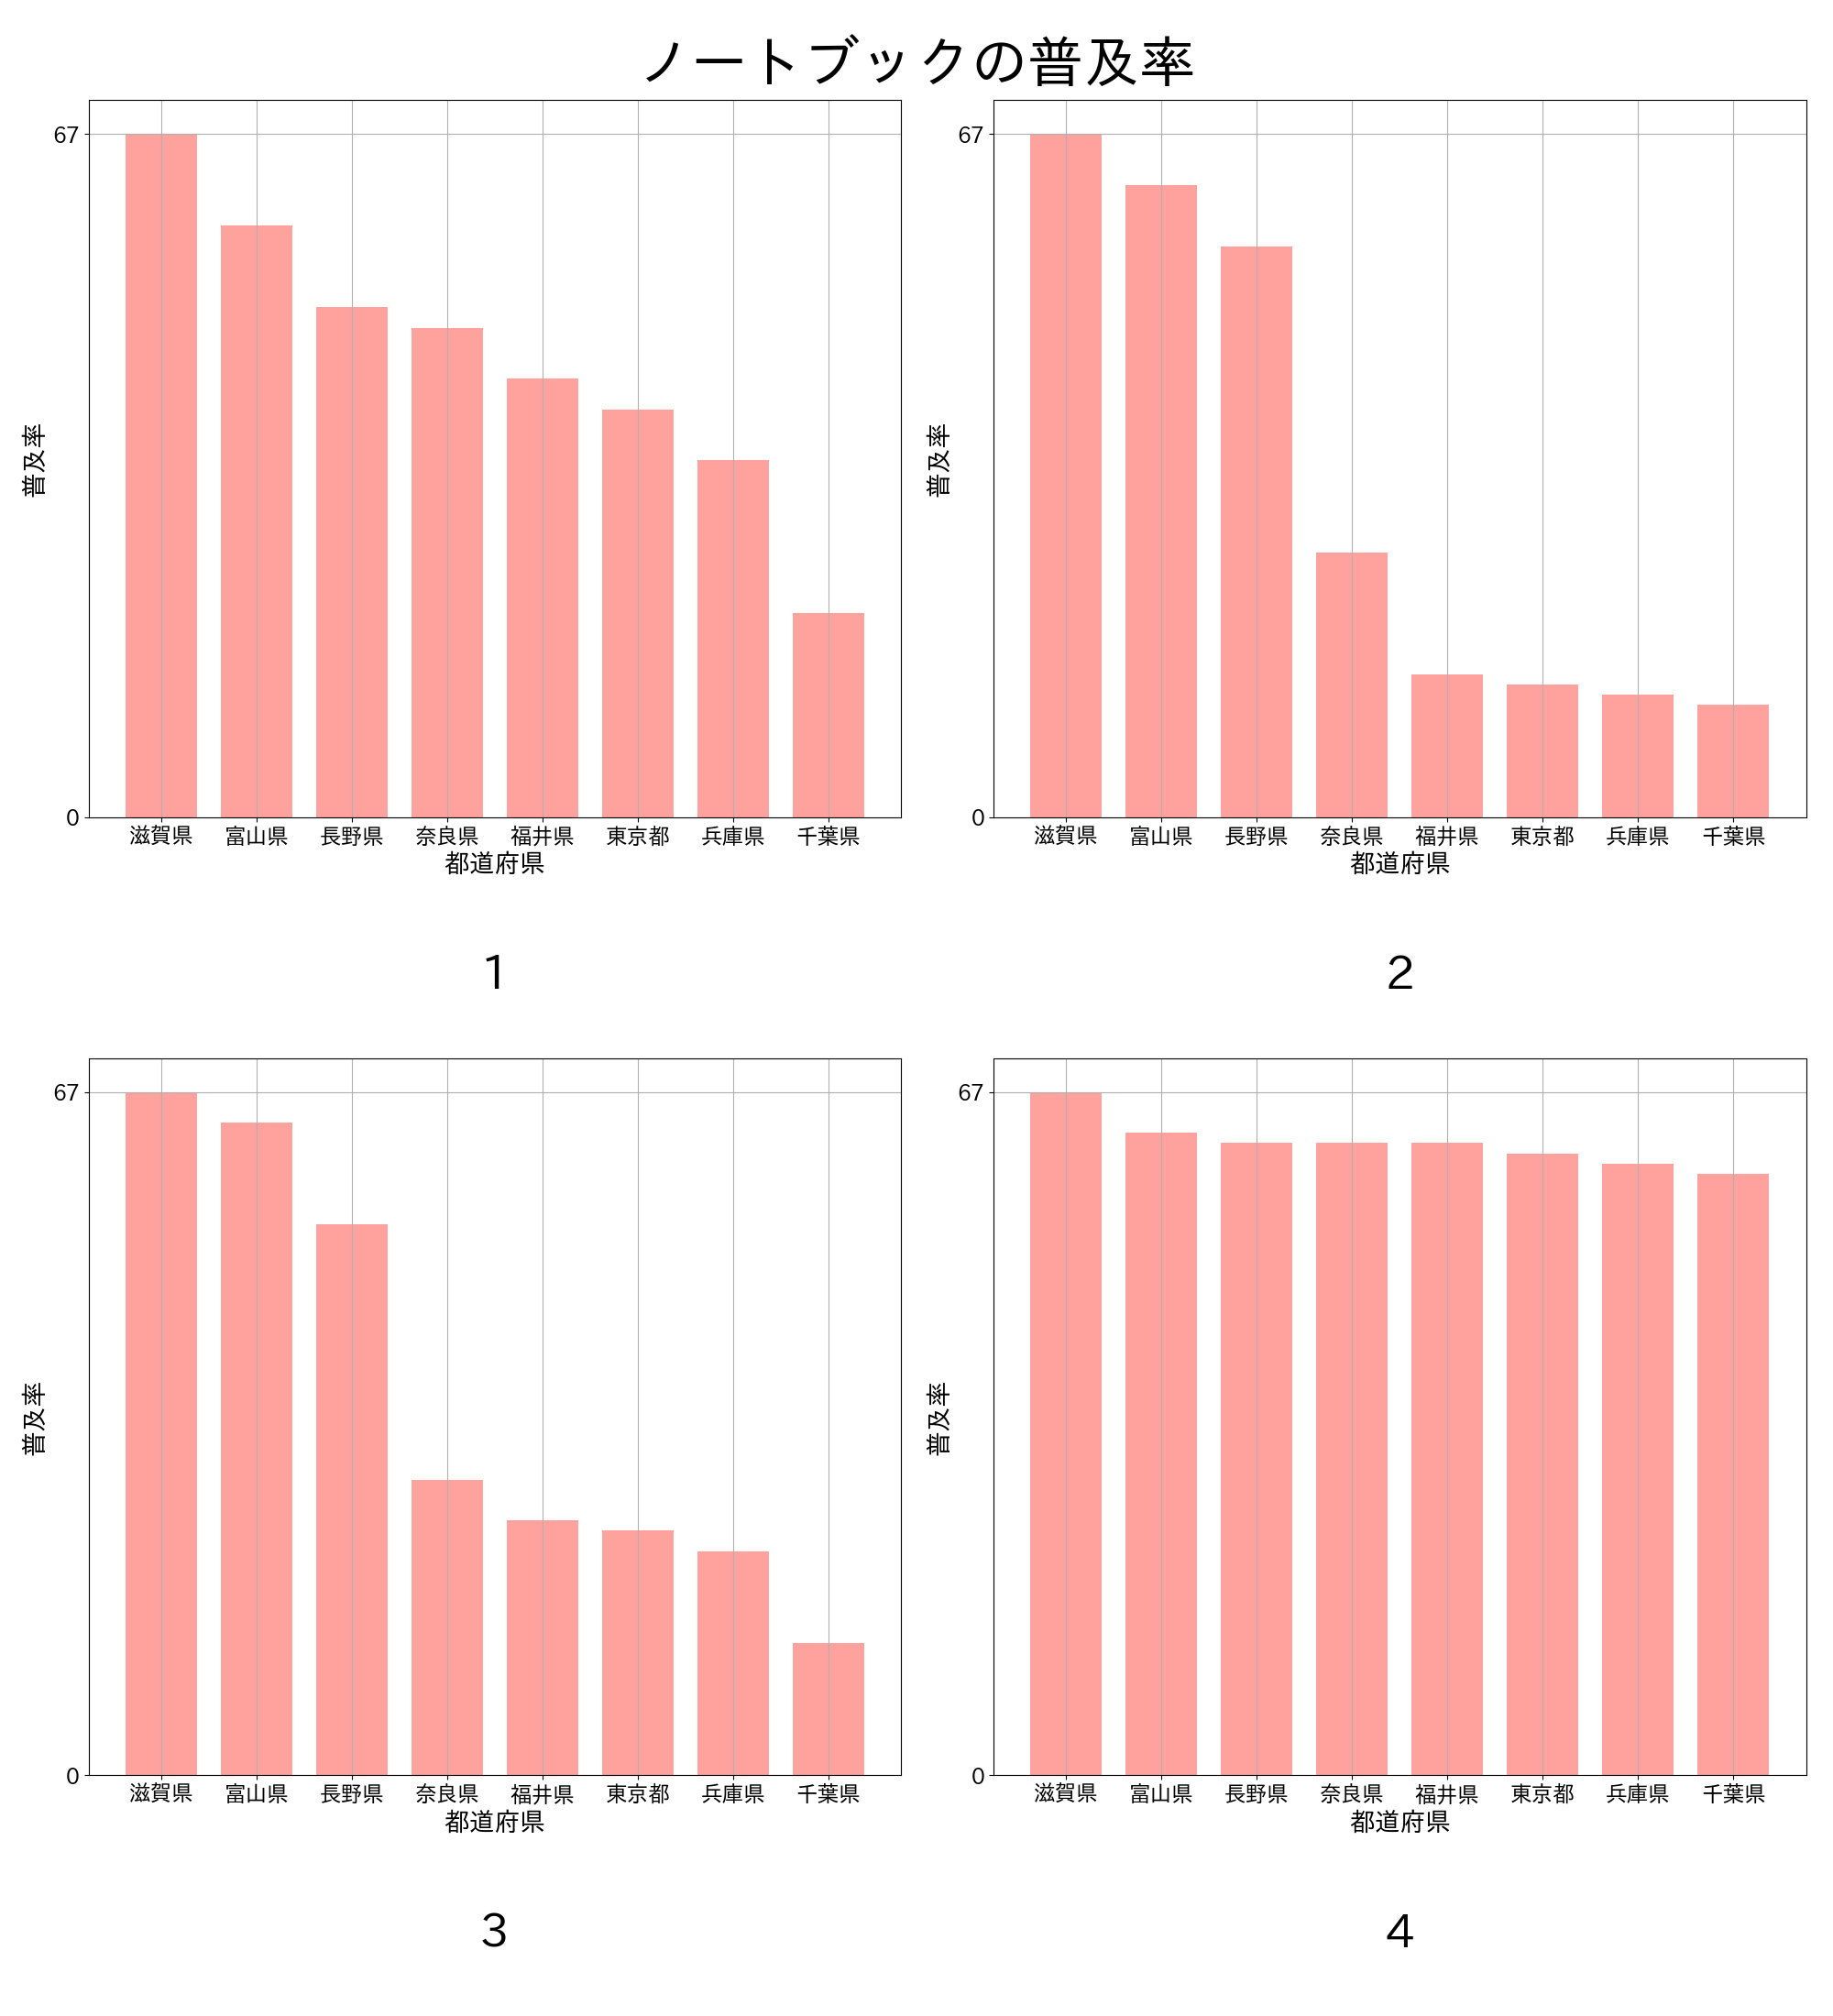 ノートブックの普及率
67
0
普及率
滋賀県 富山県 長野県 奈良県 福井県 東京都 兵庫県 千葉県
都道府県
1
67
0
普及率
滋賀県 富山県 長野県 奈良県 福井県 東京都 兵庫県 千葉県
都道府県
2
67
0
普及率
滋賀県 富山県 長野県 奈良県 福井県 東京都 兵庫県 千葉県
都道府県
3
67
0
普及率
滋賀県 富山県 長野県 奈良県 福井県 東京都 兵庫県 千葉県
都道府県
4